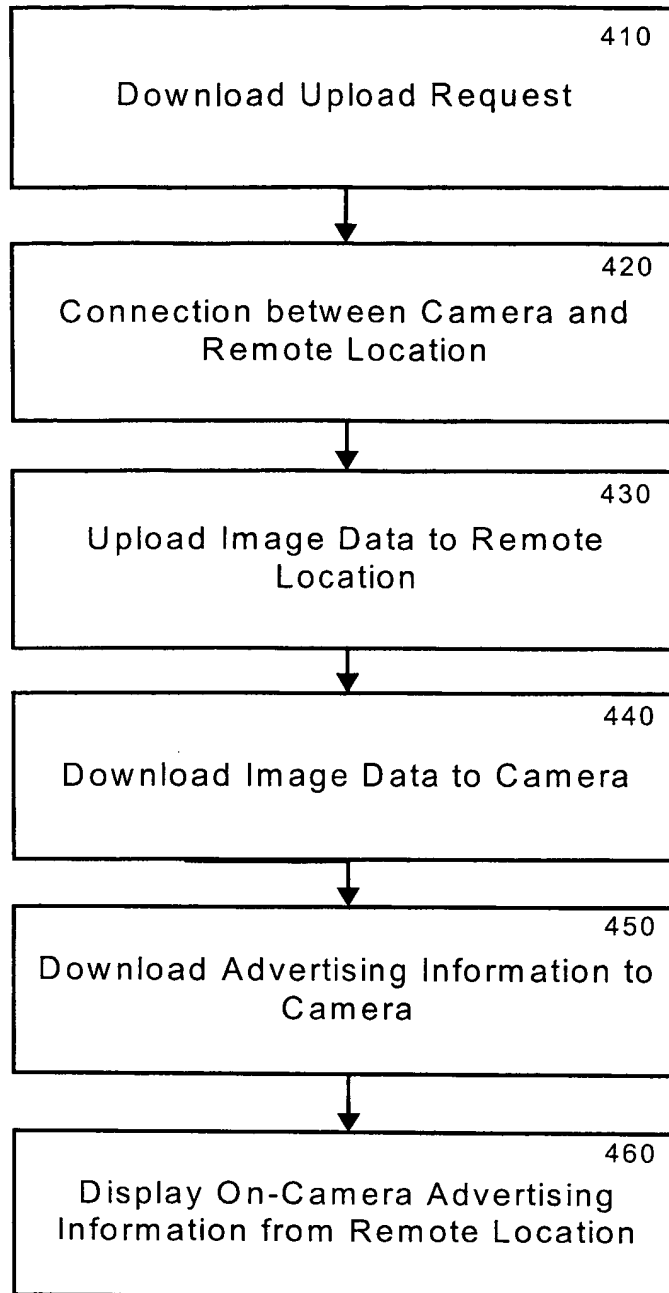 410
Download Upload Request
420
Connection between Camera and
Remote Location
430
Upload Image Data to Remote
Location
440
Download Image Data to Camera
450
Download Advertising Information to
Camera
460
Display On-Camera Advertising
Information from Remote Location